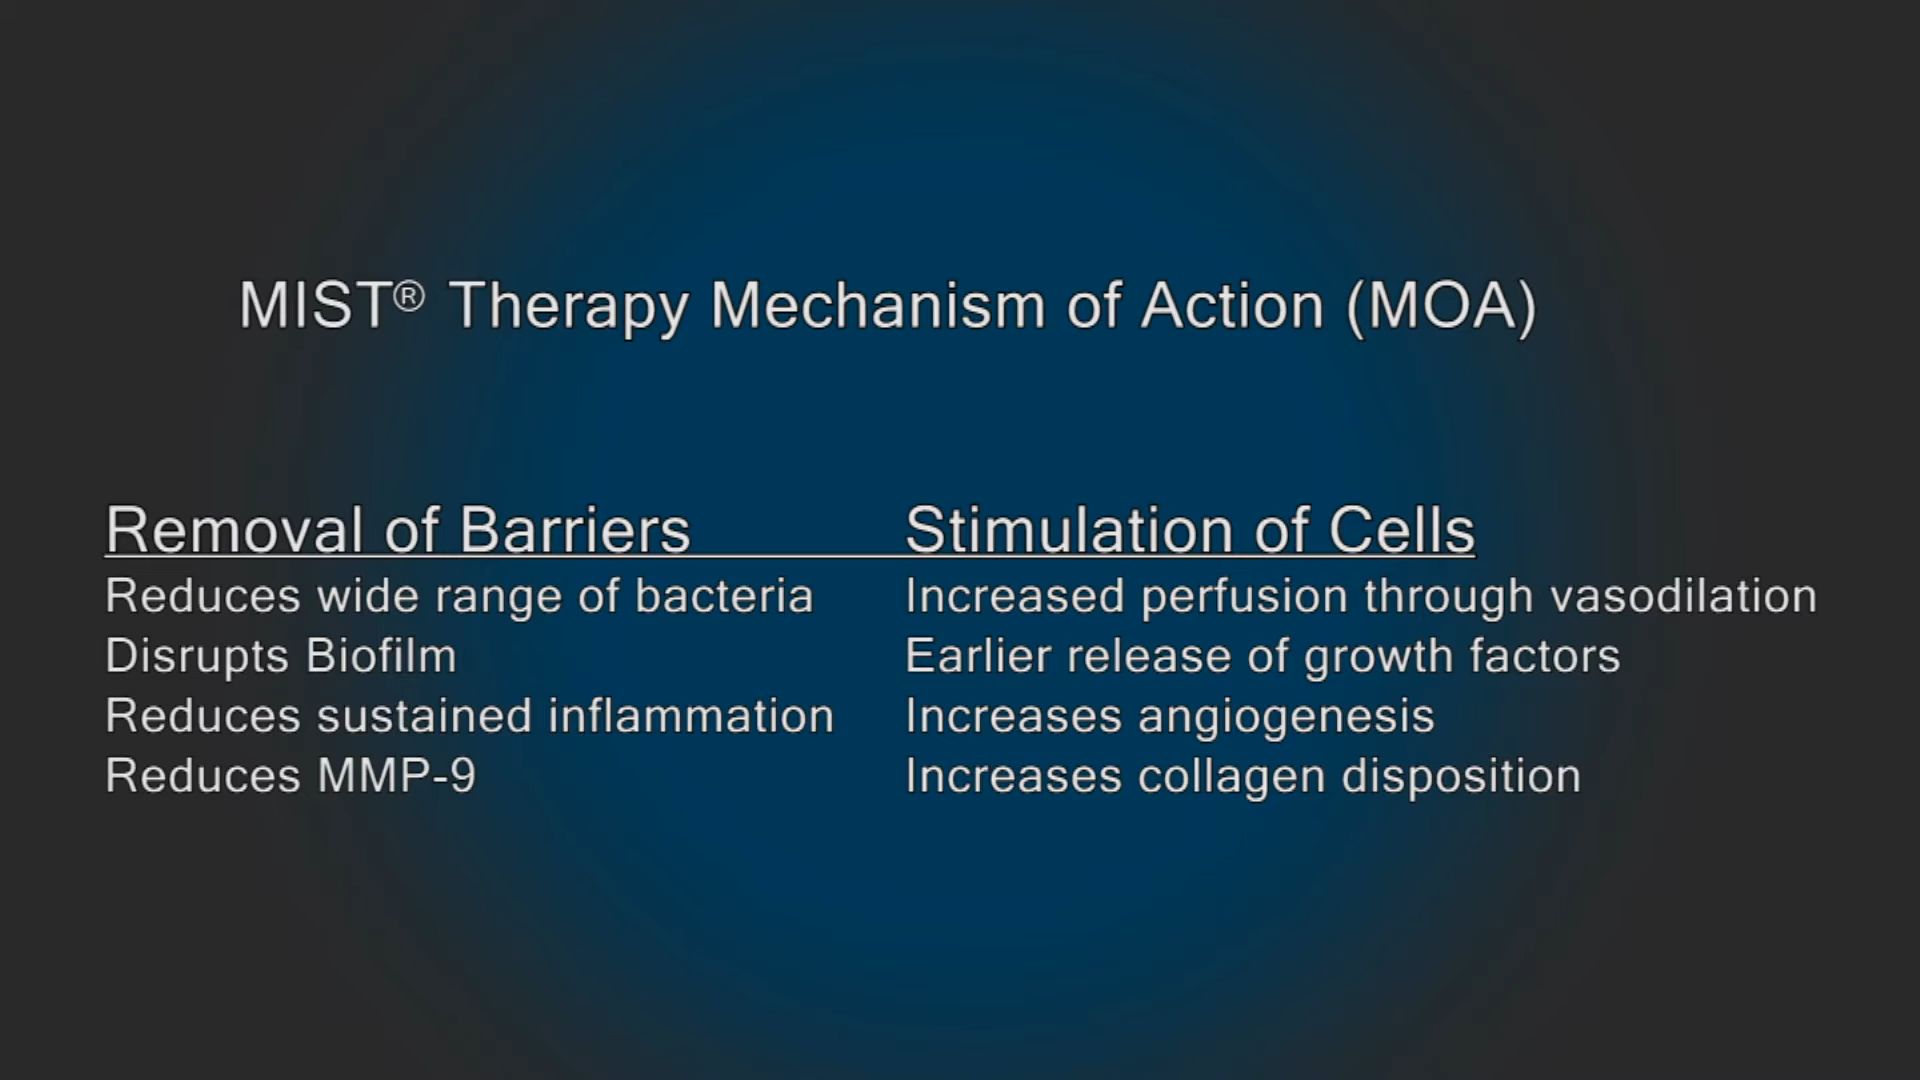 MIST® Therapy Mechanism of Action (MOA)
Removal of Barriers Stimulation of Cells
Reduces wide range of bacteria Increased perfusion through vasodilation
Disrupts Biofilm Earlier release of growth factors
Reduces sustained inflammation Increases angiogenesis
Reduces MMP-9 Increases collagen disposition